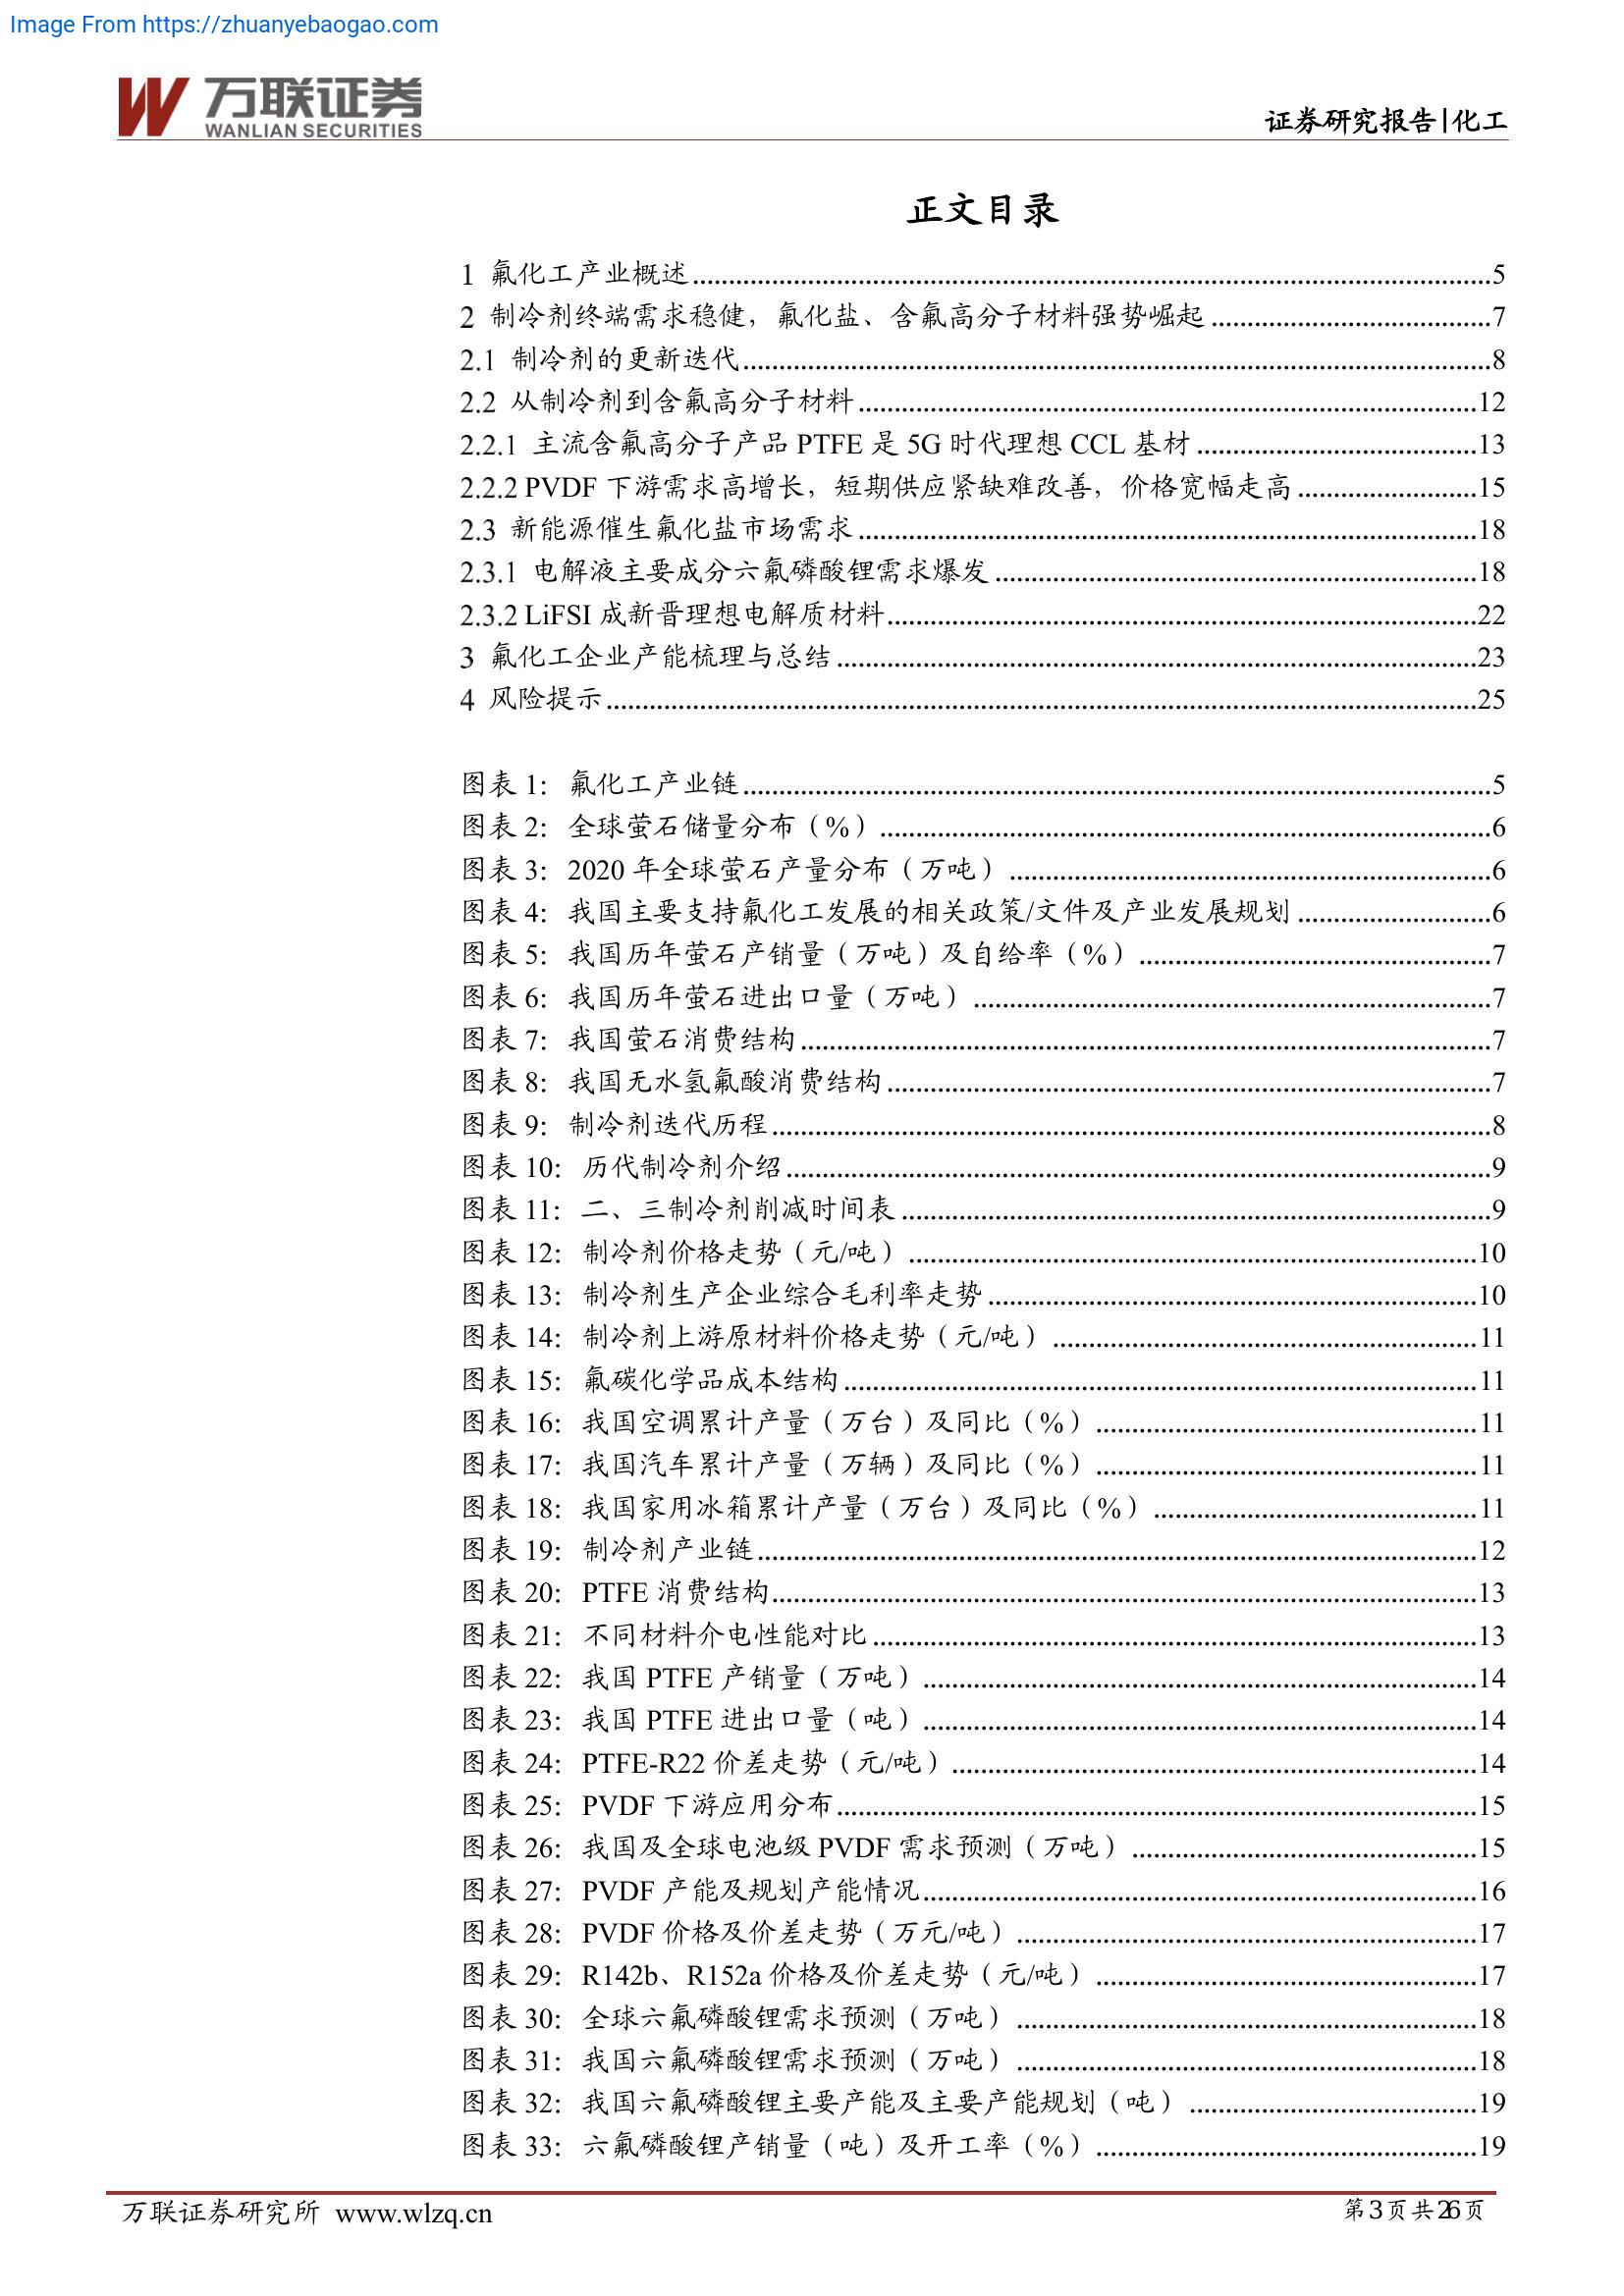 Image From https://zhuanyebaogao.com
万联证券
WANLIAN SECURITIES
证券研究报告|化工
正文目录
1 氟化工产业概述5
2 制冷剂终端需求稳健，氟化盐、含氟高分子材料强势崛起7
2.1 制冷剂的更新迭代8
2.2 从制冷剂到含氟高分子材料12
2.2.1 主流含氟高分子产品 PTFE 是 5G 时代理想 CCL 基材13
2.2.2 PVDF 下游需求高增长，短期供应紧缺难改善，价格宽幅走高15
2.3 新能源催生氟化盐市场需求18
2.3.1 电解液主要成分六氟磷酸锂需求爆发18
2.3.2 LiFSI 成新晋理想电解质材料22
3 氟化工企业产能梳理与总结23
4 风险提示25
图表 1：氟化工产业链5
图表 2：全球萤石储量分布（%）6
图表 3：2020 年全球萤石产量分布（万吨）6
图表 4：我国主要支持氟化工发展的相关政策/文件及产业发展规划6
图表 5：我国历年萤石产销量（万吨）及自给率（%）7
图表 6：我国历年萤石进出口量（万吨）7
图表 7：我国萤石消费结构7
图表 8：我国无水氢氟酸消费结构7
图表 9：制冷剂迭代历程8
图表 10：历代制冷剂介绍9
图表 11：二、三制冷剂削减时间表9
图表 12：制冷剂价格走势（元/吨）10
图表 13：制冷剂生产企业综合毛利率走势10
图表 14：制冷剂上游原材料价格走势（元/吨）11
图表 15：氟碳化学品成本结构11
图表 16：我国空调累计产量（万台）及同比（%）11
图表 17：我国汽车累计产量（万辆）及同比（%）11
图表 18：我国家用冰箱累计产量（万台）及同比（%）11
图表 19：制冷剂产业链12
图表 20：PTFE 消费结构13
图表 21：不同材料介电性能对比13
图表 22：我国 PTFE 产销量（万吨）14
图表 23：我国 PTFE 进出口量（吨）14
图表 24：PTFE-R22 价差走势（元/吨）14
图表 25：PVDF 下游应用分布15
图表 26：我国及全球电池级 PVDF 需求预测（万吨）15
图表 27：PVDF 产能及规划产能情况16
图表 28：PVDF 价格及价差走势（万元/吨）17
图表 29：R142b、R152a 价格及价差走势（元/吨）17
图表 30：全球六氟磷酸锂需求预测（万吨）18
图表 31：我国六氟磷酸锂需求预测（万吨）18
图表 32：我国六氟磷酸锂主要产能及主要产能规划（吨）19
图表 33：六氟磷酸锂产销量（吨）及开工率（%）19
万联证券研究所 www.wlzq.cn
第3页共26页